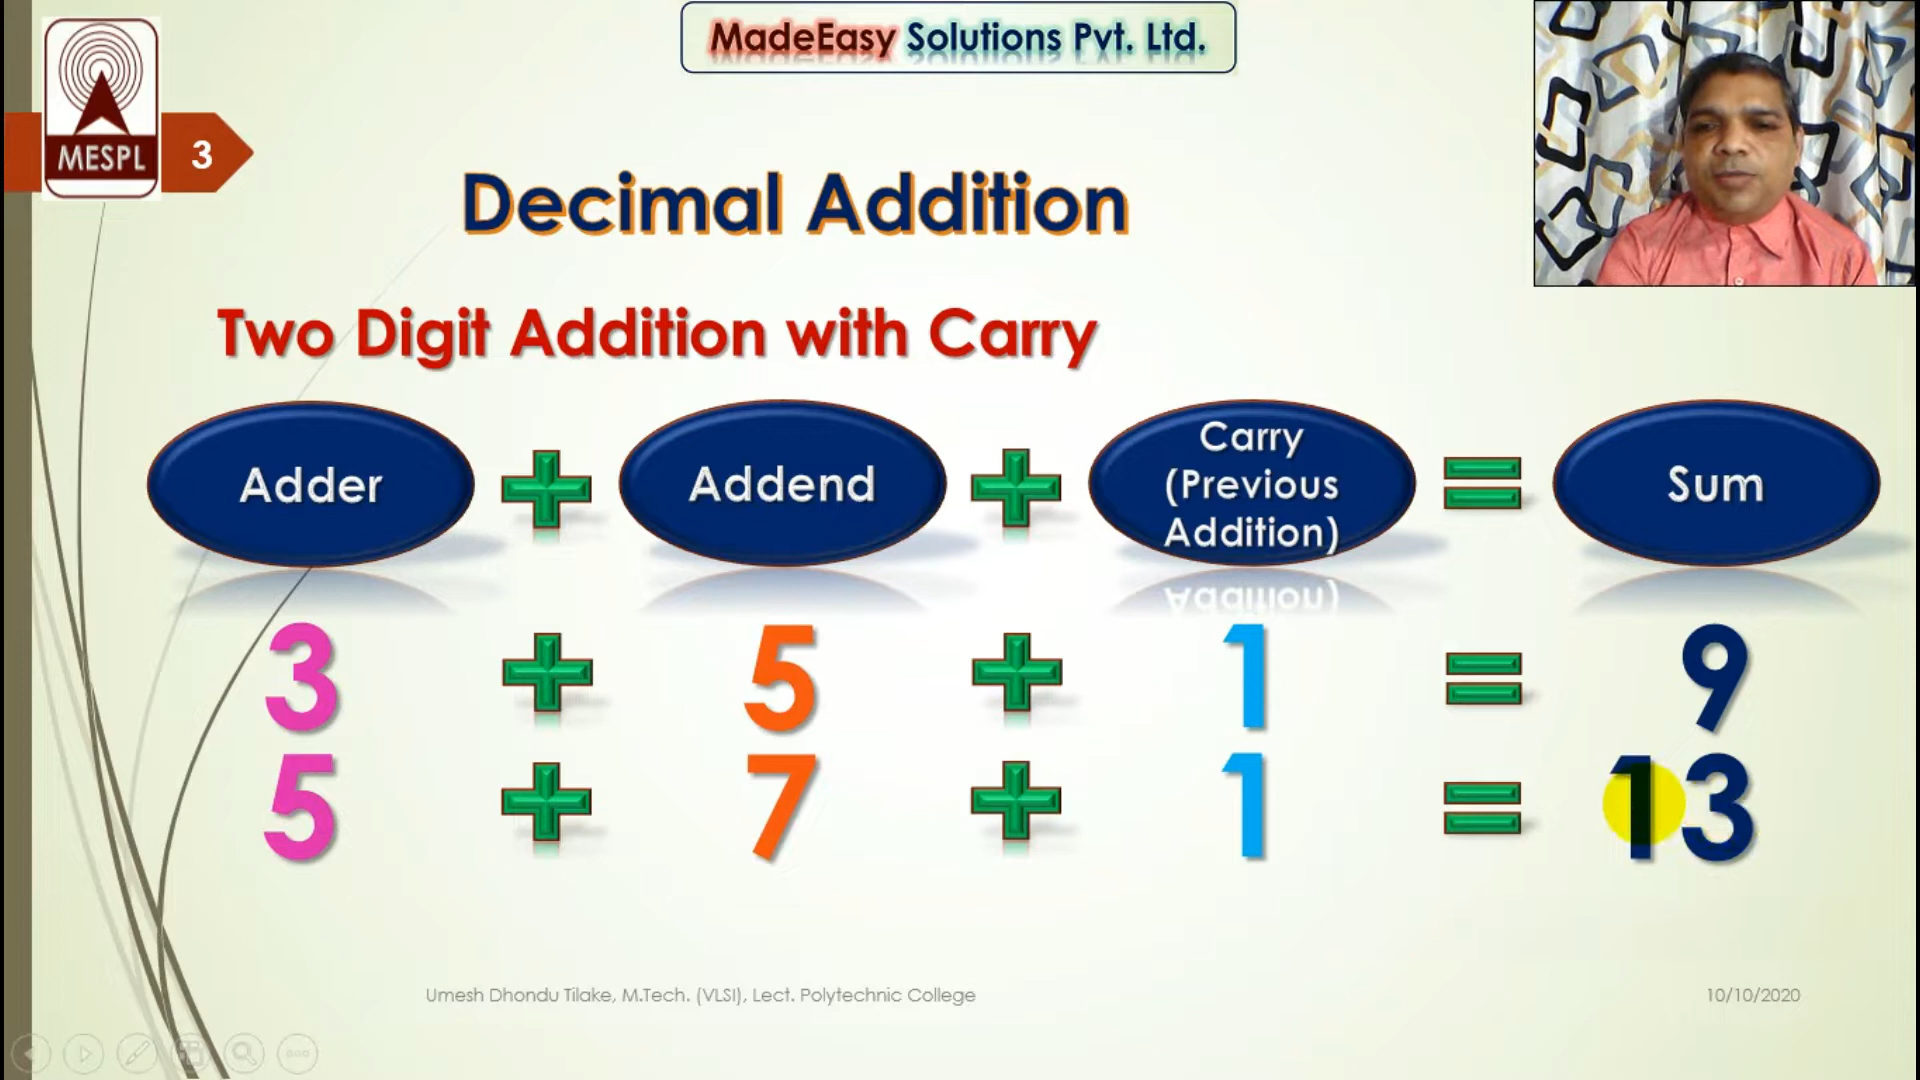 MadeEasy Solutions Pvt. Ltd.
MESPL
3
Decimal Addition
Two Digit Addition with Carry
Adder + Addend + Carry (Previous Addition) = Sum
3 + 5 + 1 = 9
5 + 7 + 1 = 13
Umesh Dhondu Tilake, M.Tech. (VLSI), Lect. Polytechnic College
10/10/2020